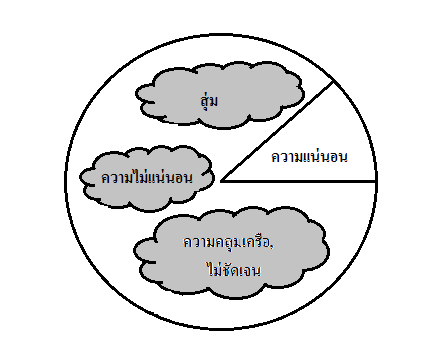 สุ่ม
ความแน่นอน
ความไม่แน่นอน
ความคลุมเครือ,
ไม่ชัดเจน